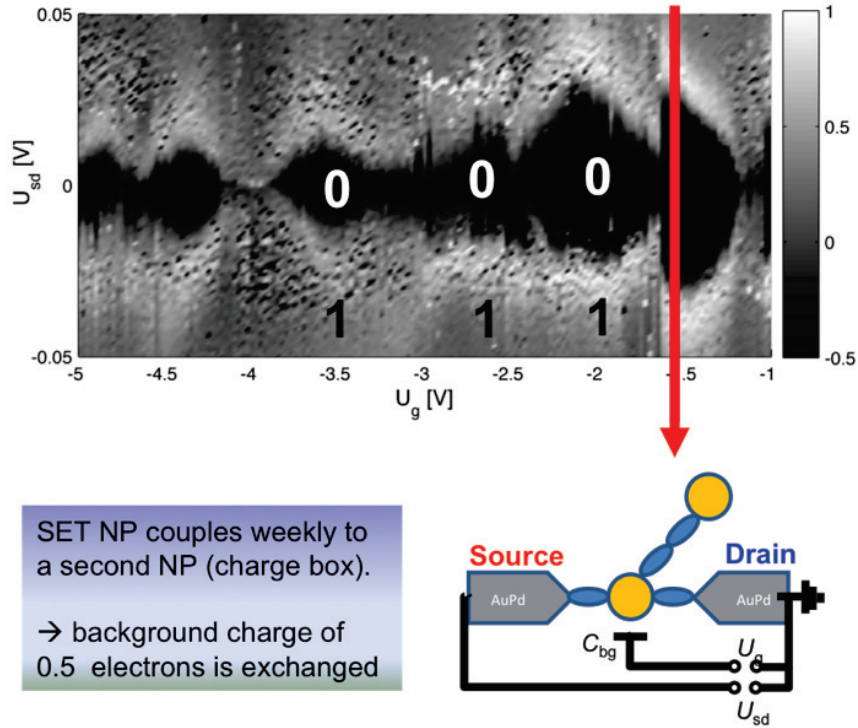 0.05
1
U_sd [V]
0
0.5
0 0 0
0
1 1 1
-0.05
-0.5
-5 -4.5 -4 -3.5 -3 -2.5 -2 -1.5 -1
U_g [V]
SET NP couples weekly to
a second NP (charge box).
→ background charge of
0.5 electrons is exchanged
Source
Drain
AuPd
AuPd
C_bg
U_g
U_sd